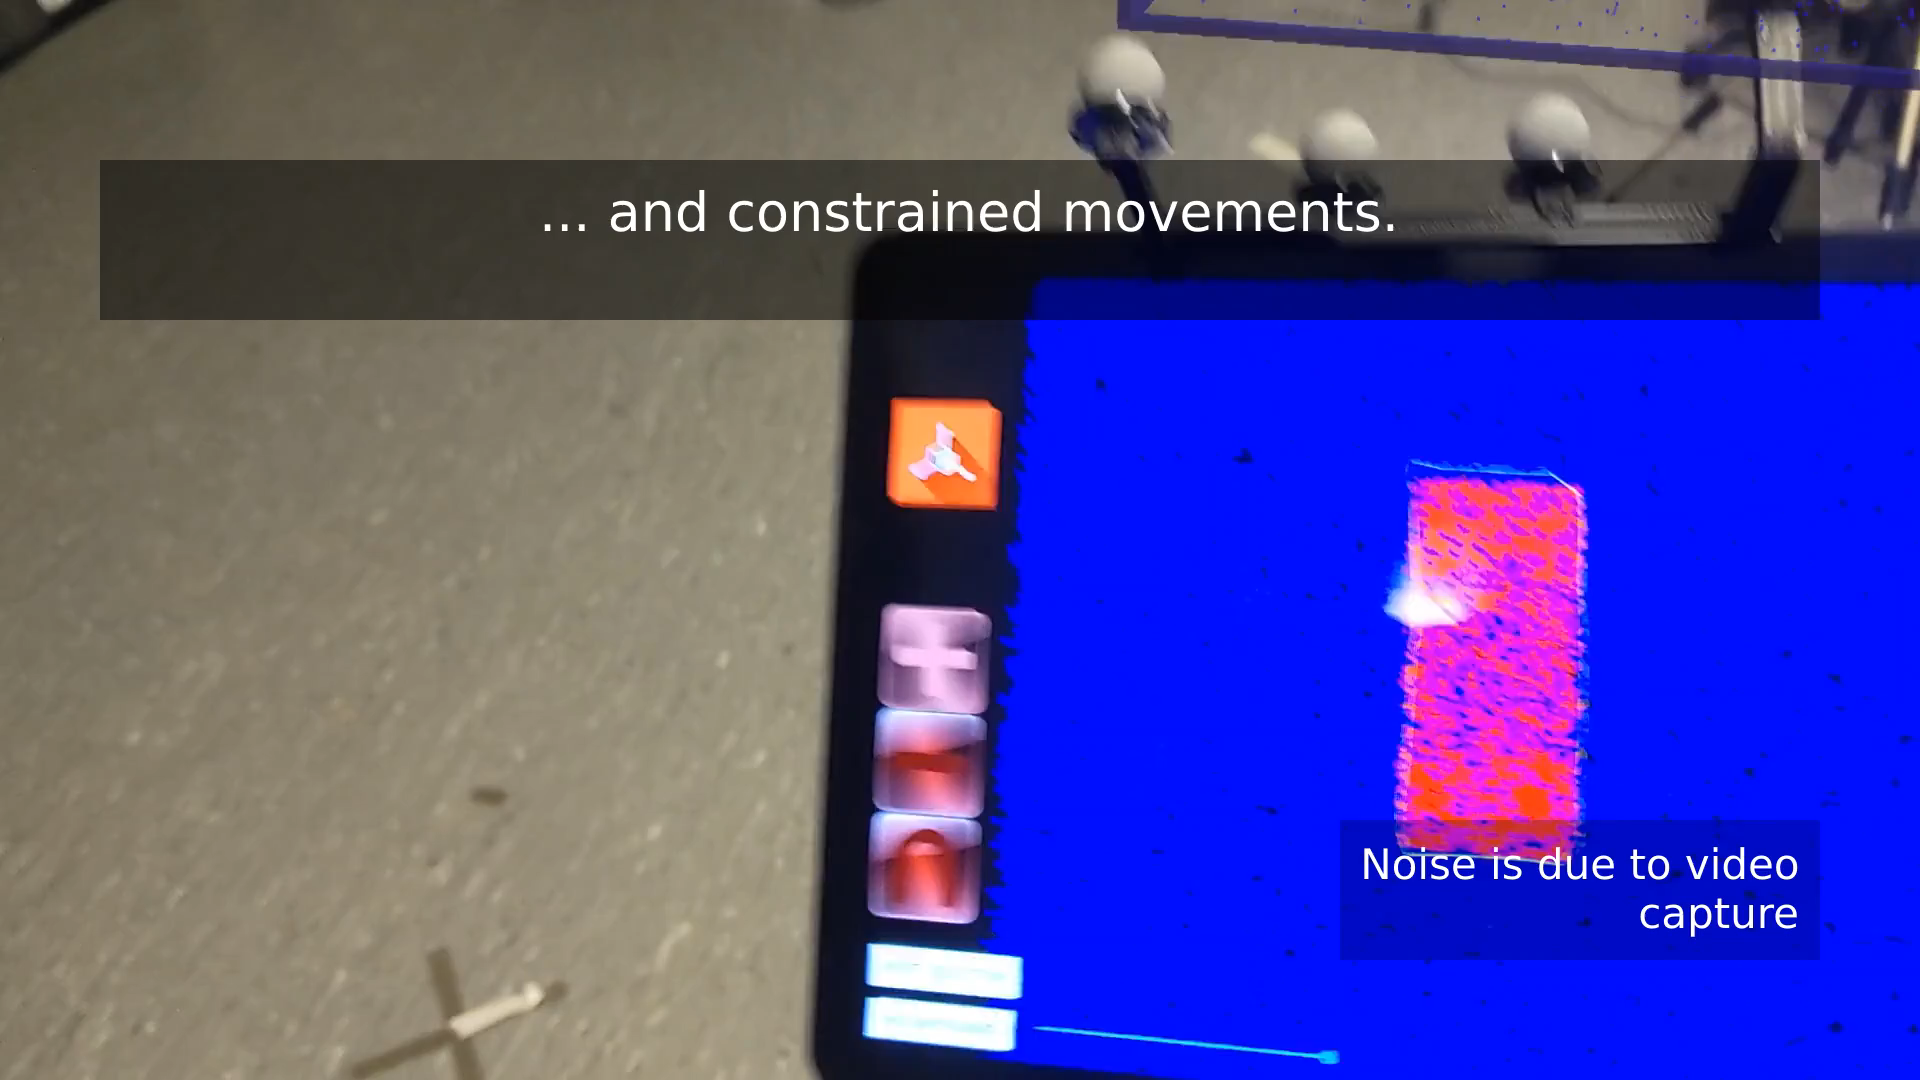 ... and constrained movements.
Noise is due to video
capture